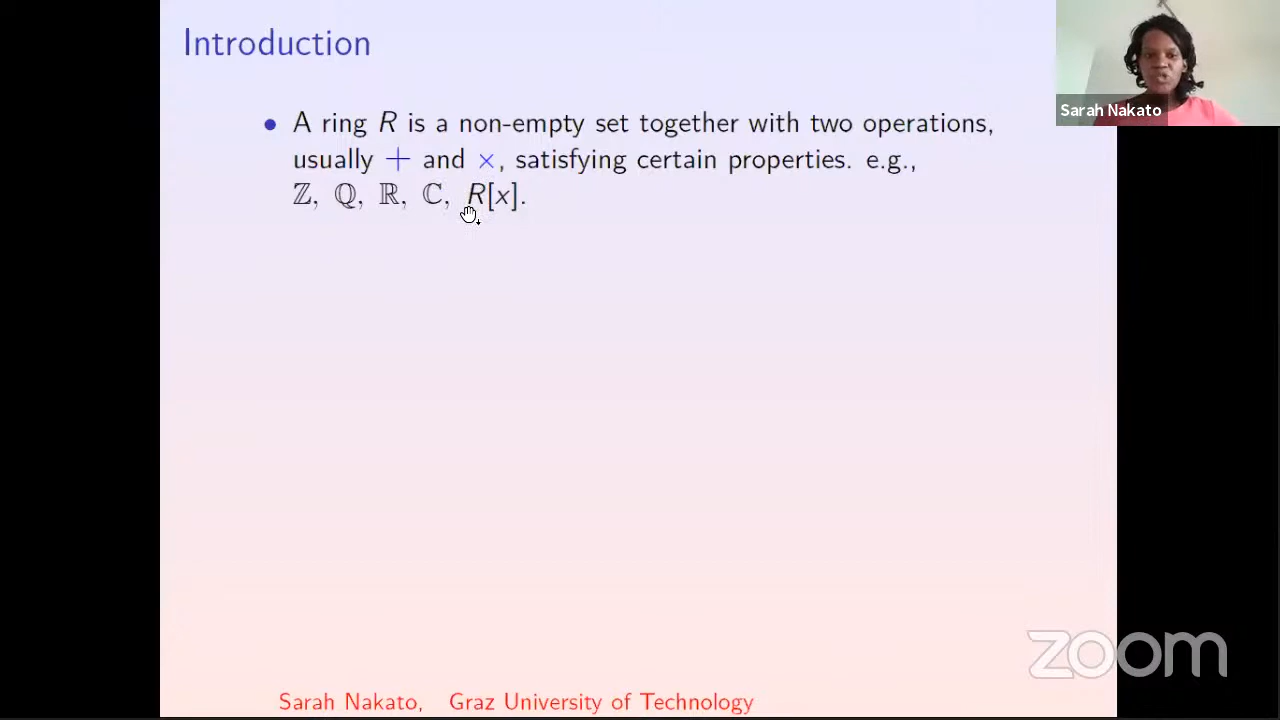 Introduction
Sarah Nakato
• A ring R is a non-empty set together with two operations,
usually + and ×, satisfying certain properties. e.g.,
ℤ, ℚ, ℝ, ℂ, R[x].
zoom
Sarah Nakato, Graz University of Technology